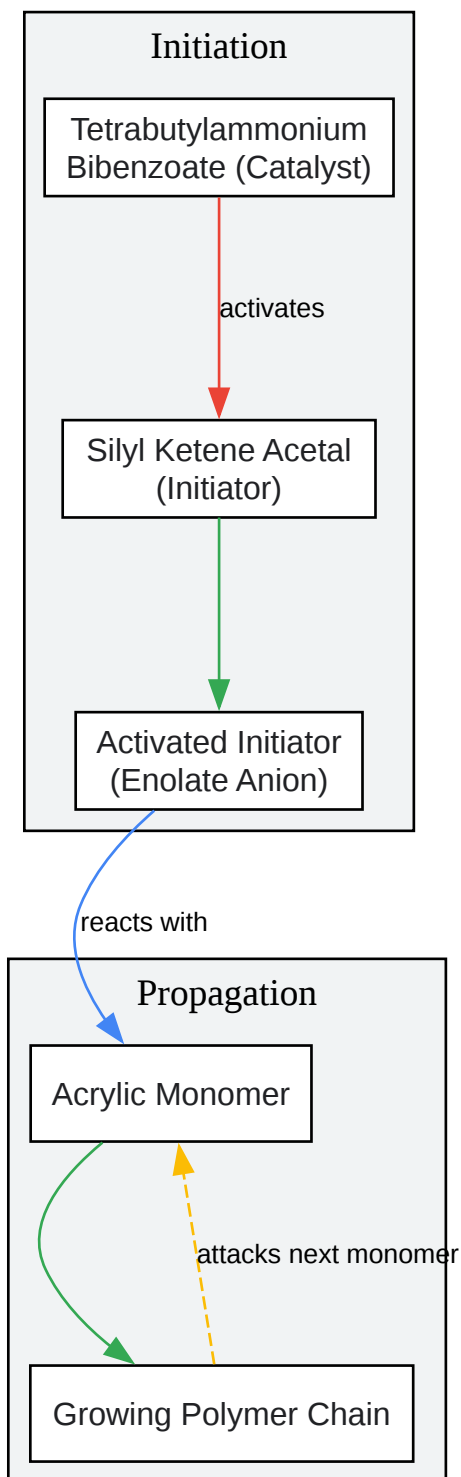 Initiation
Tetrabutylammonium
Bibenzoate (Catalyst)
activates
Silyl Ketene Acetal
(Initiator)
Activated Initiator
(Enolate Anion)
reacts with
Propagation
Acrylic Monomer
attacks next monomer
Growing Polymer Chain